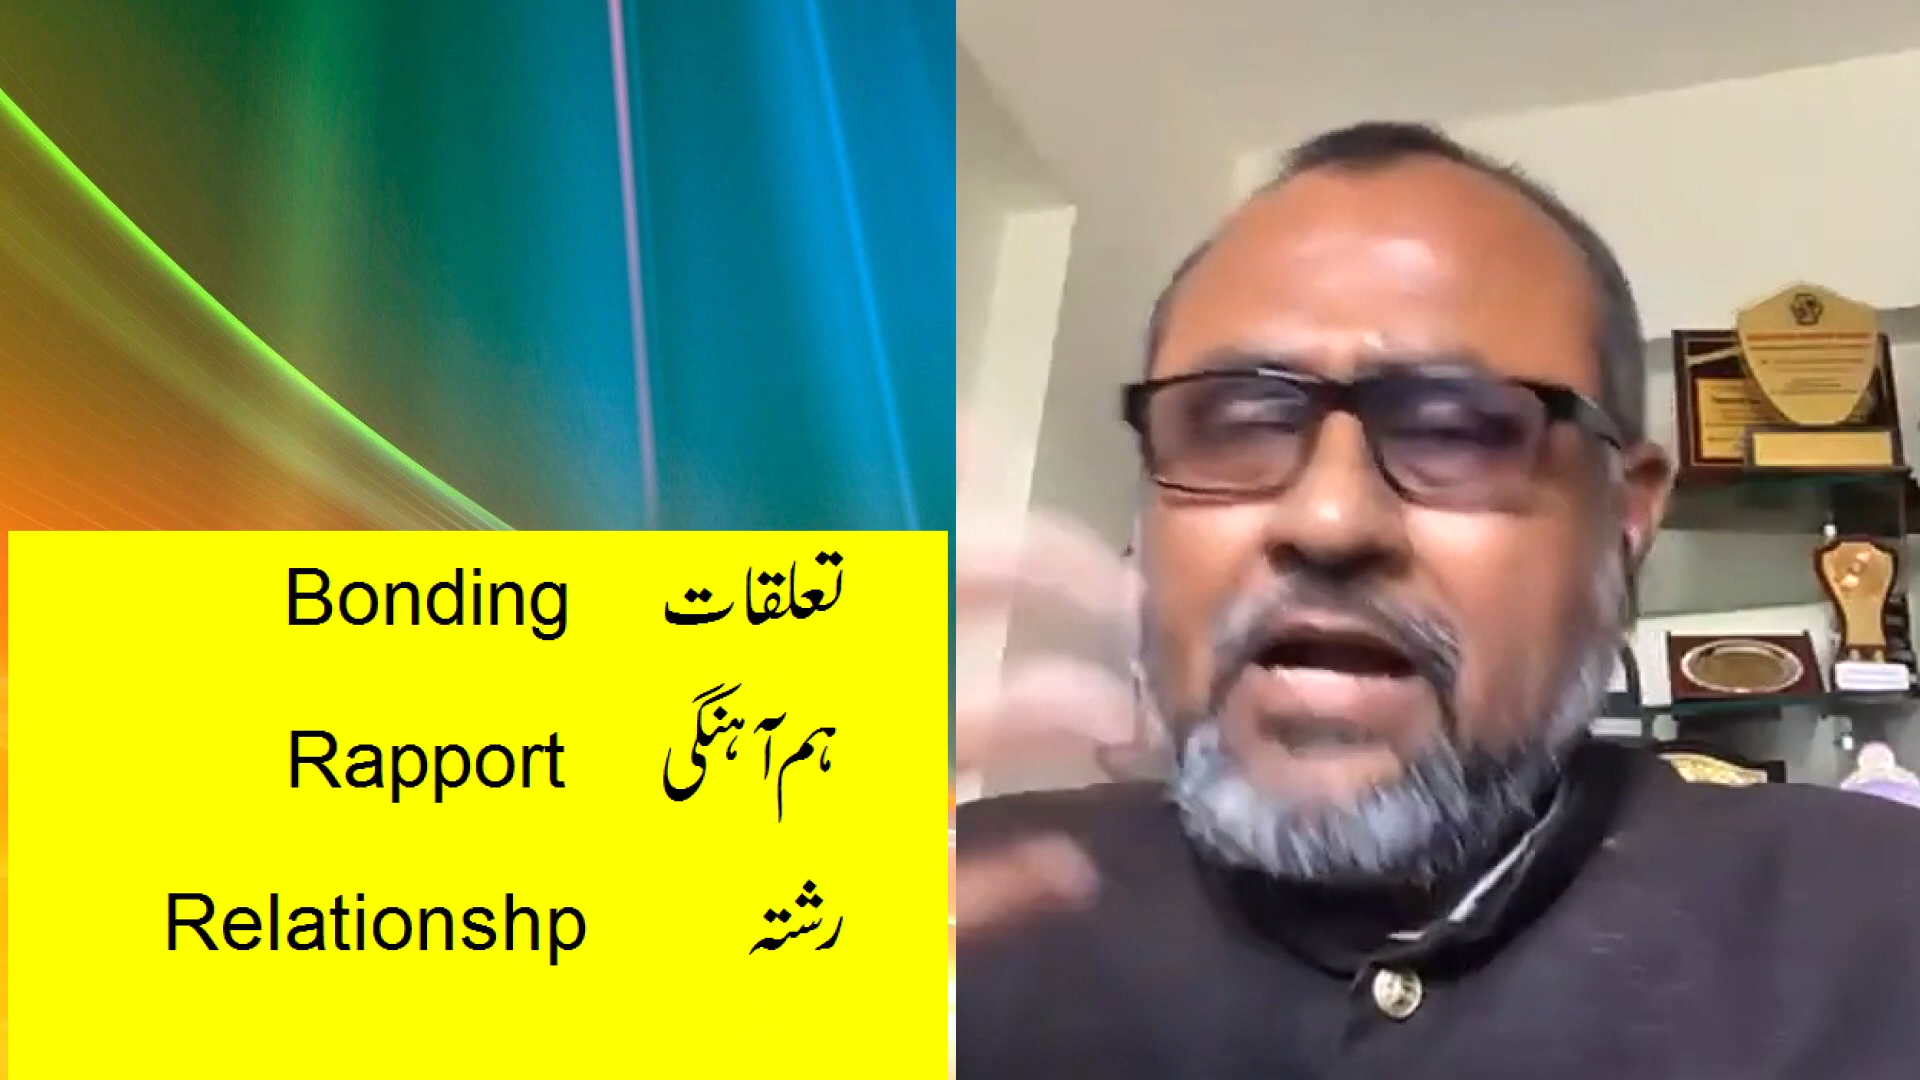 Bonding تعلقات
Rapport ہم آہنگی
Relationshp رشتہ